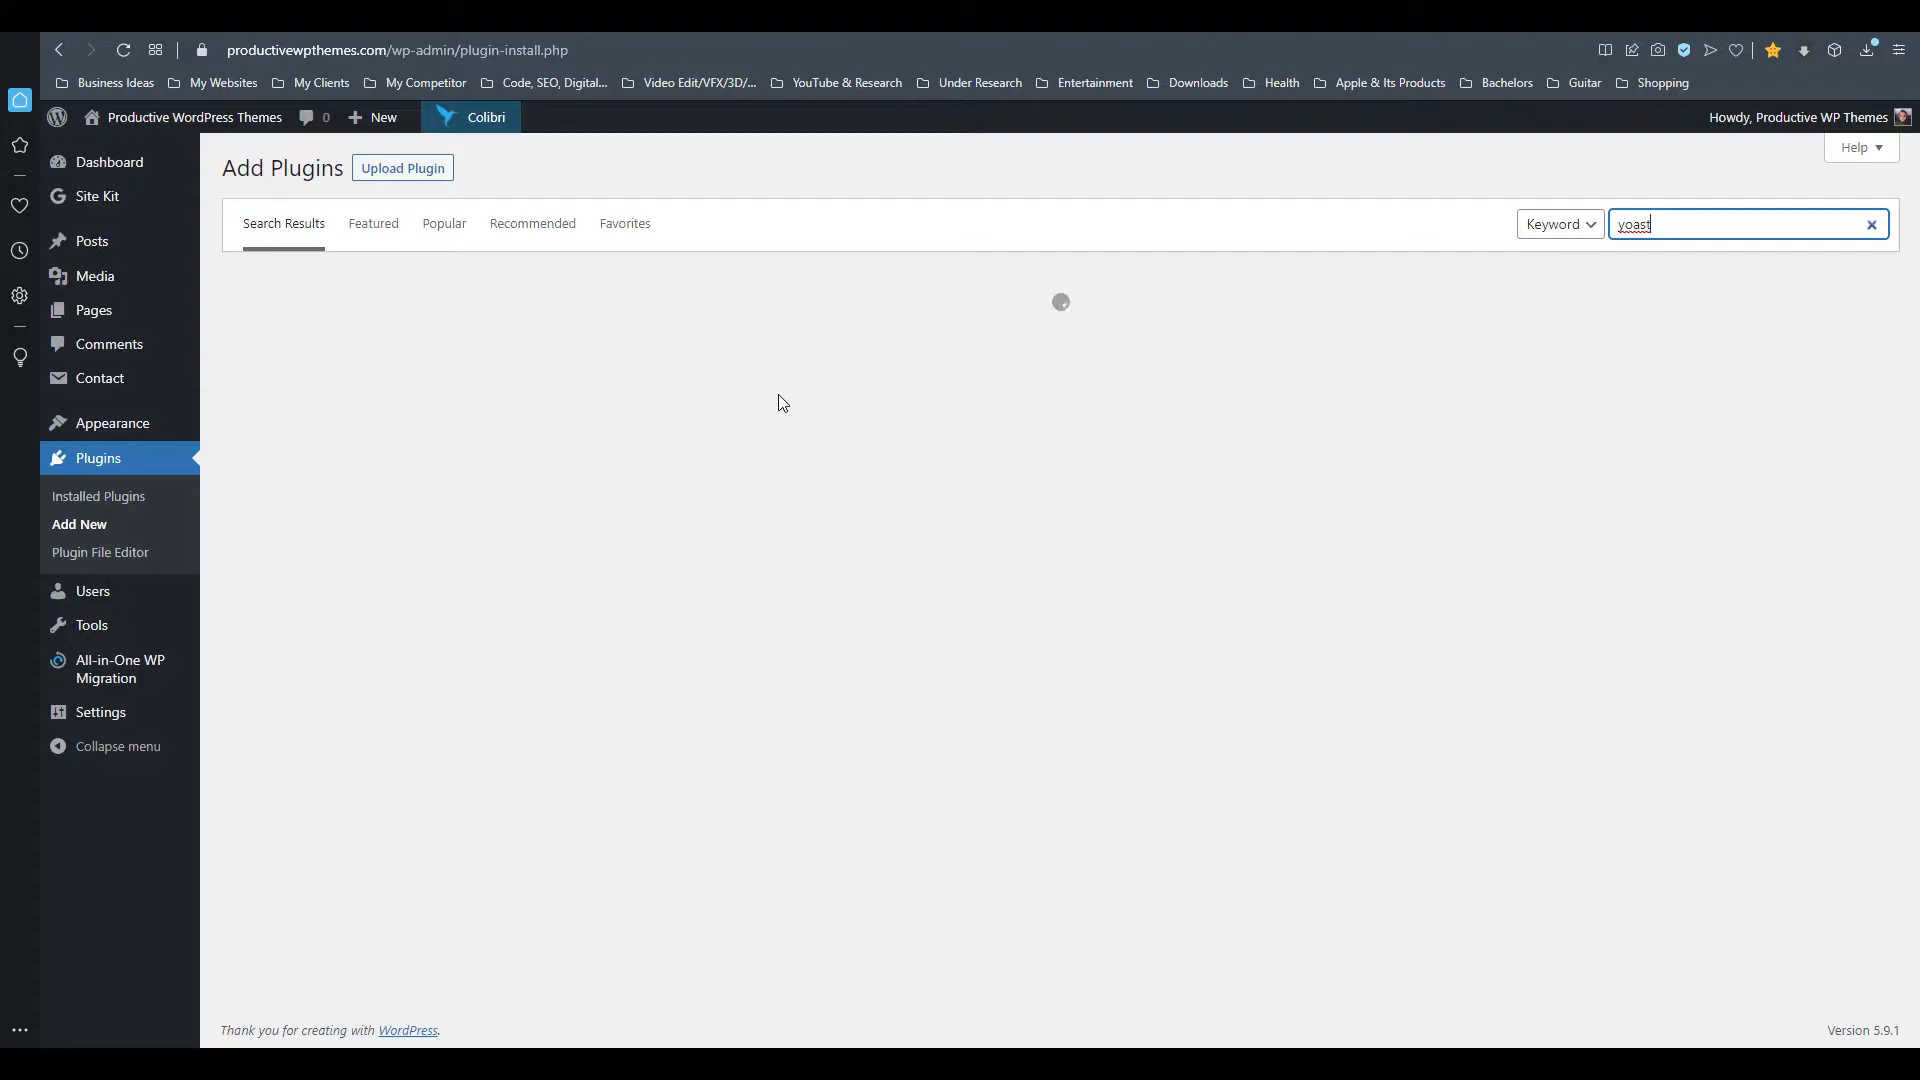 productivewpthemes.com/wp-admin/plugin-install.php
Business Ideas My Websites My Clients My Competitor Code, SEO, Digital... Video Edit/VFX/3D/... YouTube & Research Under Research Entertainment Downloads Health Apple & Its Products Bachelors Guitar Shopping
Productive WordPress Themes 0 New Colibri Howdy, Productive WP Themes
Help
Add Plugins Upload Plugin
Search Results Featured Popular Recommended Favorites Keyword yoast
Dashboard
Site Kit
Posts
Media
Pages
Comments
Contact
Appearance
Plugins
Installed Plugins
Add New
Plugin File Editor
Users
Tools
All-in-One WP
Migration
Settings
Collapse menu
Thank you for creating with WordPress. Version 5.9.1